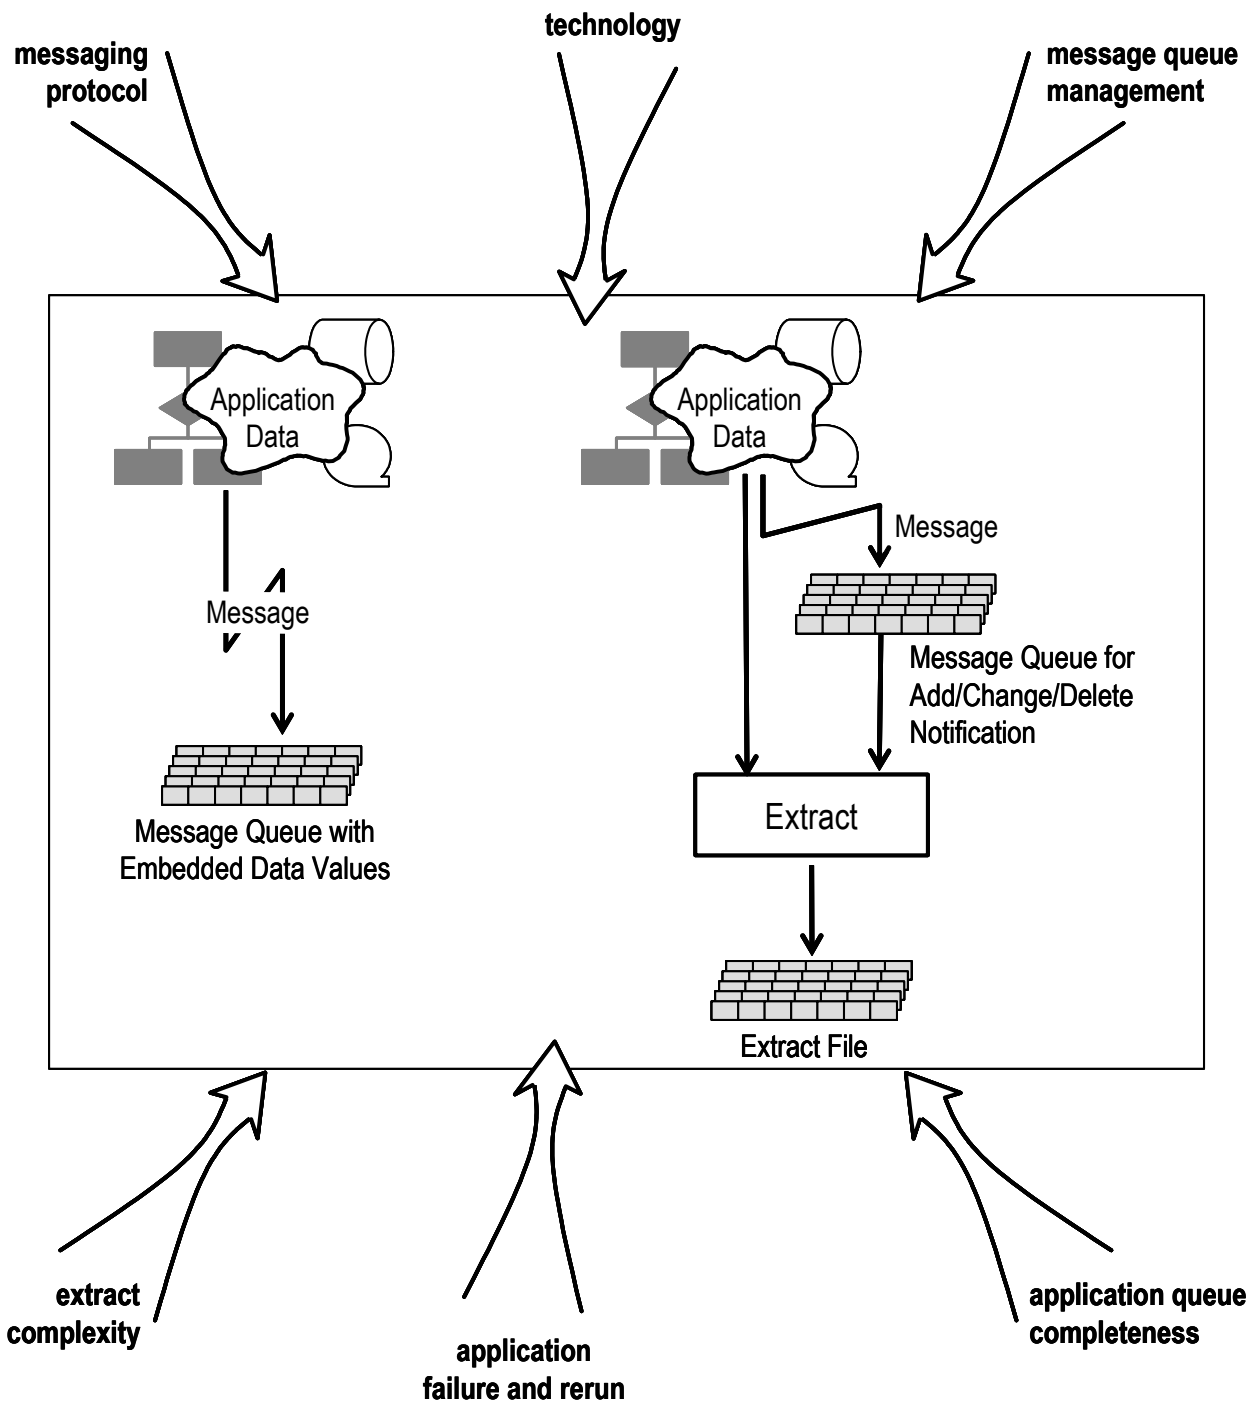 technology
messaging
protocol
message queue
management
Application
Data
Application
Data
Message
Message
Message Queue for
Add/Change/Delete
Notification
Extract
Message Queue with
Embedded Data Values
Extract File
extract
complexity
application
failure and rerun
application queue
completeness